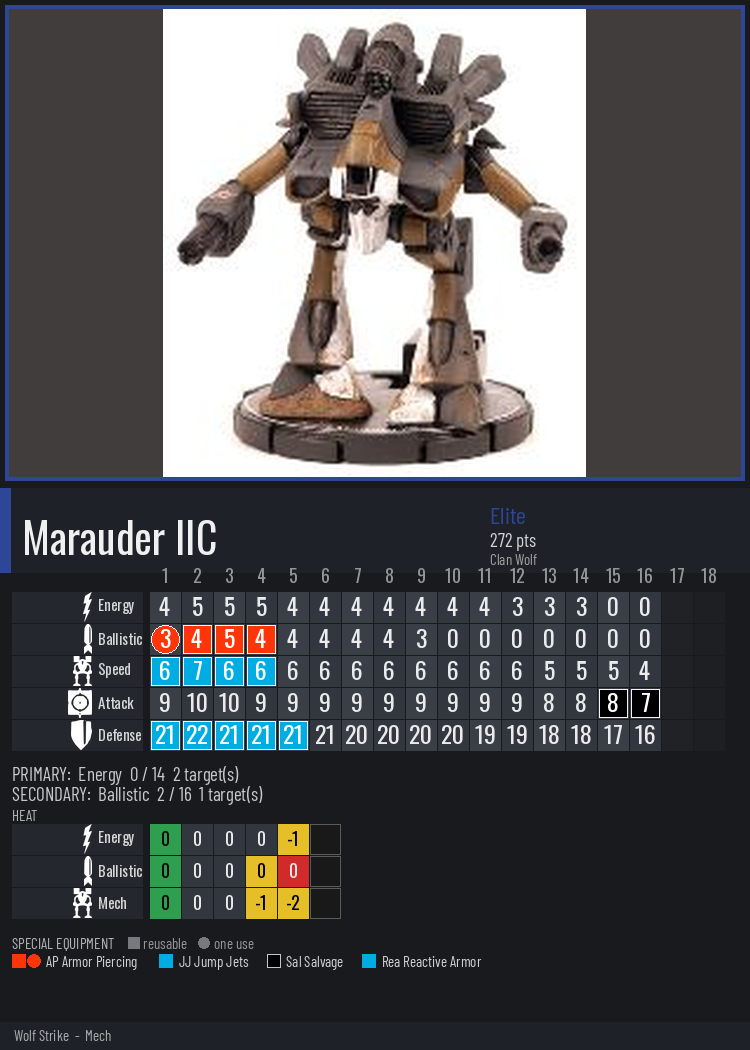 Marauder IIC
Elite
272 pts
Clan Wolf
1 2 3 4 5 6 7 8 9 10 11 12 13 14 15 16 17 18
Energy 4 5 5 5 4 4 4 4 4 4 4 3 3 3 0 0
Ballistic 3 4 5 4 4 4 4 4 3 0 0 0 0 0 0 0
Speed 6 7 6 6 6 6 6 6 6 6 6 6 5 5 5 4
Attack 9 10 10 9 9 9 9 9 9 9 9 9 8 8 8 7
Defense 21 22 21 21 21 21 20 20 20 20 19 19 18 18 17 16
PRIMARY: Energy 0 / 14 2 target(s)
SECONDARY: Ballistic 2 / 16 1 target(s)
HEAT
Energy 0 0 0 0 -1
Ballistic 0 0 0 0 0
Mech 0 0 0 -1 -2
SPECIAL EQUIPMENT reusable one use
AP Armor Piercing JJ Jump Jets Sal Salvage Rea Reactive Armor
Wolf Strike - Mech